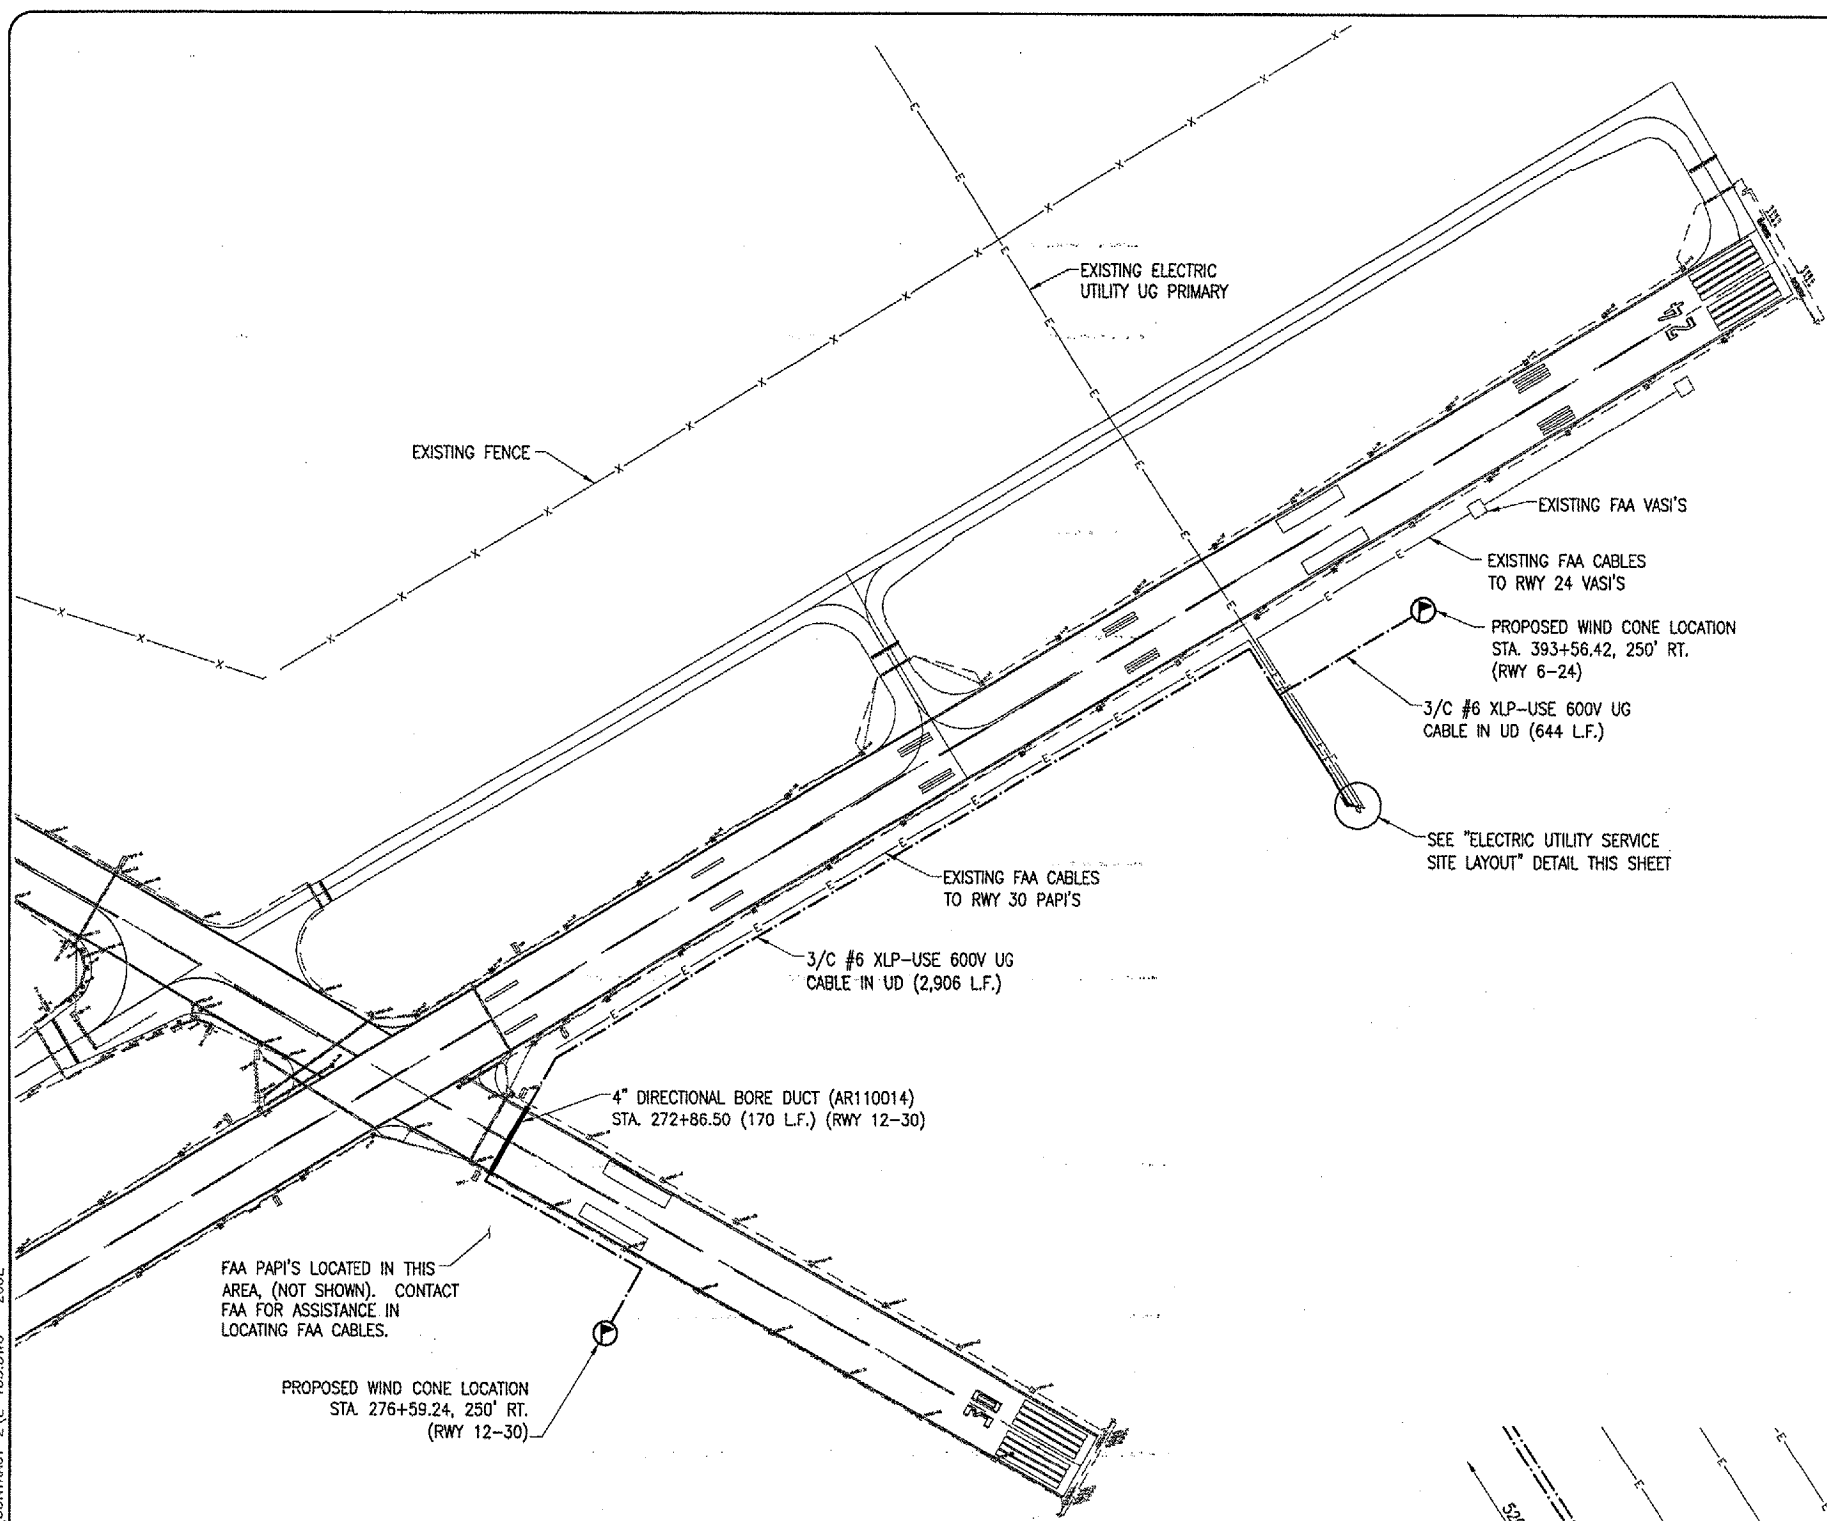 EXISTING ELECTRIC
UTILITY UG PRIMARY
24
EXISTING FENCE
EXISTING FAA VASI'S
EXISTING FAA CABLES
TO RWY 24 VASI'S
PROPOSED WIND CONE LOCATION
STA. 393+56.42, 250' RT.
(RWY 6-24)
3/C #6 XLP-USE 600V UG
CABLE IN UD (644 L.F.)
SEE "ELECTRIC UTILITY SERVICE
SITE LAYOUT" DETAIL THIS SHEET
EXISTING FAA CABLES
TO RWY 30 PAPI'S
3/C #6 XLP-USE 600V UG
CABLE IN UD (2,906 L.F.)
4" DIRECTIONAL BORE DUCT (AR110014)
STA. 272+86.50 (170 L.F.) (RWY 12-30)
FAA PAPI'S LOCATED IN THIS
AREA, (NOT SHOWN). CONTACT
FAA FOR ASSISTANCE IN
LOCATING FAA CABLES.
PROPOSED WIND CONE LOCATION
STA. 276+59.24, 250' RT.
(RWY 12-30)
30